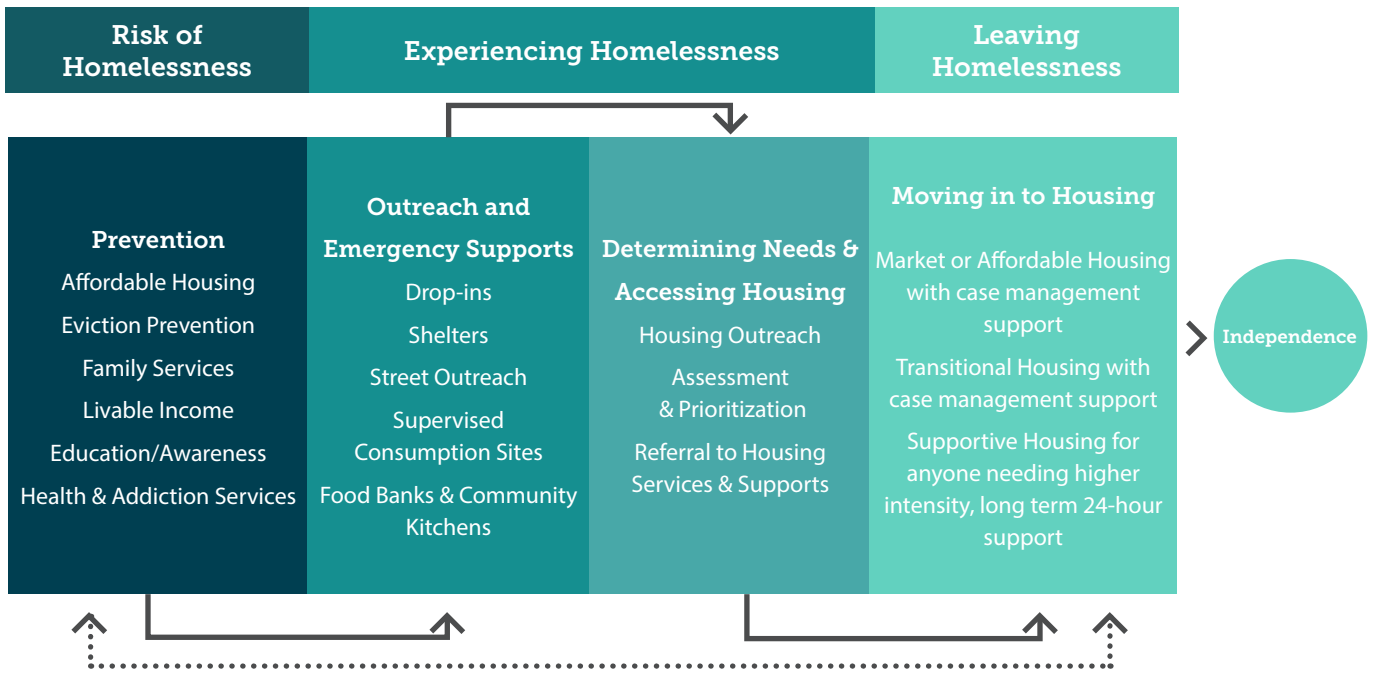 Risk of
Homelessness
Experiencing Homelessness
Leaving
Homelessness
Prevention
Affordable Housing
Eviction Prevention
Family Services
Livable Income
Education/Awareness
Health & Addiction Services
Outreach and
Emergency Supports
Drop-ins
Shelters
Street Outreach
Supervised
Consumption Sites
Food Banks & Community
Kitchens
Determining Needs &
Accessing Housing
Housing Outreach
Assessment
& Prioritization
Referral to Housing
Services & Supports
Moving in to Housing
Market or Affordable Housing
with case management
support
Transitional Housing with
case management support
Supportive Housing for
anyone needing higher
intensity, long term 24-hour
support
Independence